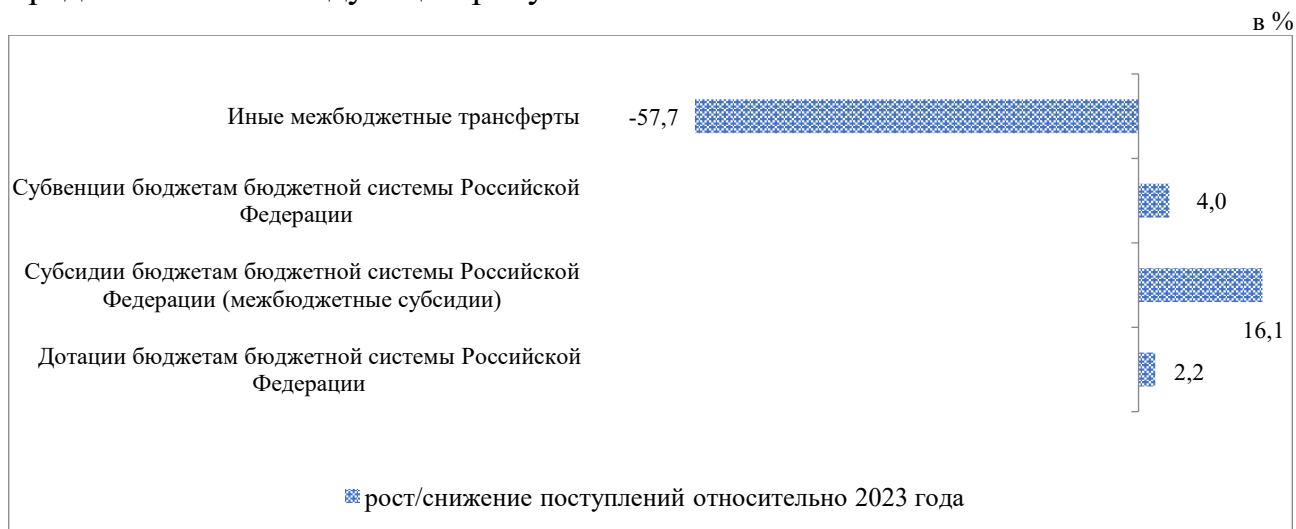 в %
Иные межбюджетные трансферты
-57,7
Субвенции бюджетам бюджетной системы Российской
Федерации
4,0
Субсидии бюджетам бюджетной системы Российской
Федерации (межбюджетные субсидии)
16,1
Дотации бюджетам бюджетной системы Российской
Федерации
2,2
рост/снижение поступлений относительно 2023 года